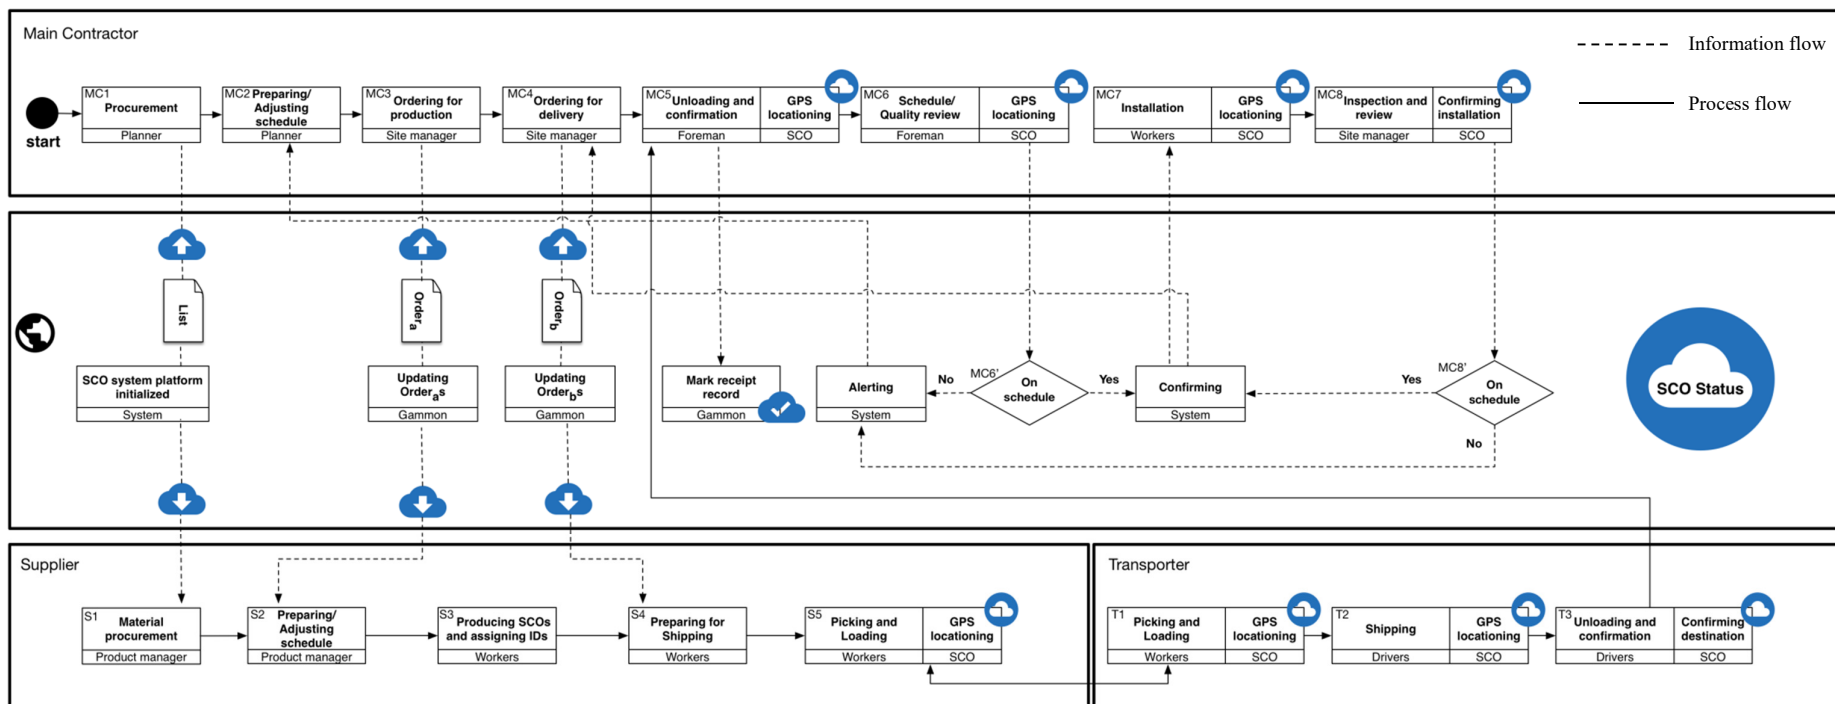 Main Contractor
Information flow
Process flow
start
MC1
Procurement
Planner
MC2 Preparing/
Adjusting
schedule
Planner
MC3
Ordering for
production
Site manager
MC4
Ordering for
delivery
Site manager
MC5 Unloading and
confirmation
Foreman
GPS
locationing
SCO
MC6
Schedule/
Quality review
Foreman
GPS
locationing
SCO
MC7
Installation
Workers
GPS
locationing
SCO
MC8 Inspection and
review
Site manager
Confirming
installation
SCO
List
Order a
Order b
SCO system platform
initialized
System
Updating
Order a s
Gammon
Updating
Order b s
Gammon
Mark receipt
record
Gammon
Alerting
System
No
MC6'
On
schedule
Yes
Confirming
System
Yes
MC8'
On
schedule
No
SCO Status
Supplier
S1
Material
procurement
Product manager
S2
Preparing/
Adjusting
schedule
Product manager
S3
Producing SCOs
and assigning IDs
Workers
S4
Preparing for
Shipping
Workers
S5
Picking and
Loading
Workers
GPS
locationing
SCO
Transporter
T1
Picking and
Loading
Workers
GPS
locationing
SCO
T2
Shipping
Drivers
GPS
locationing
SCO
T3
Unloading and
confirmation
Drivers
Confirming
destination
SCO